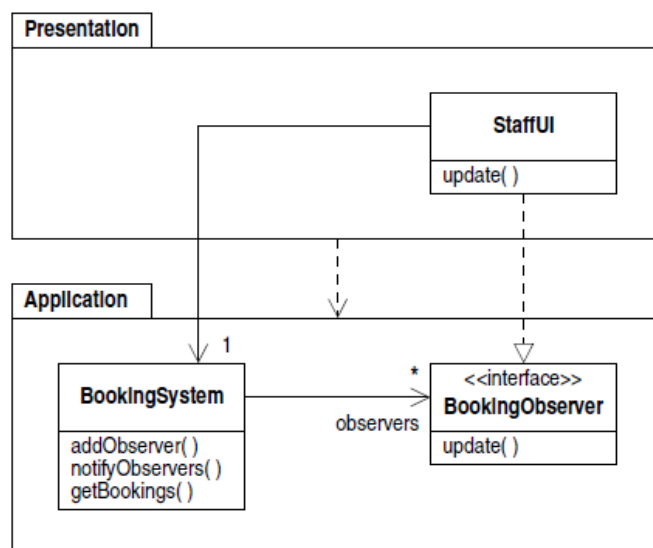 Presentation
StaffUI
update( )
Application
1
BookingSystem
addObserver( )
notifyObservers( )
getBookings( )
*
observers
<<interface>>
BookingObserver
update( )